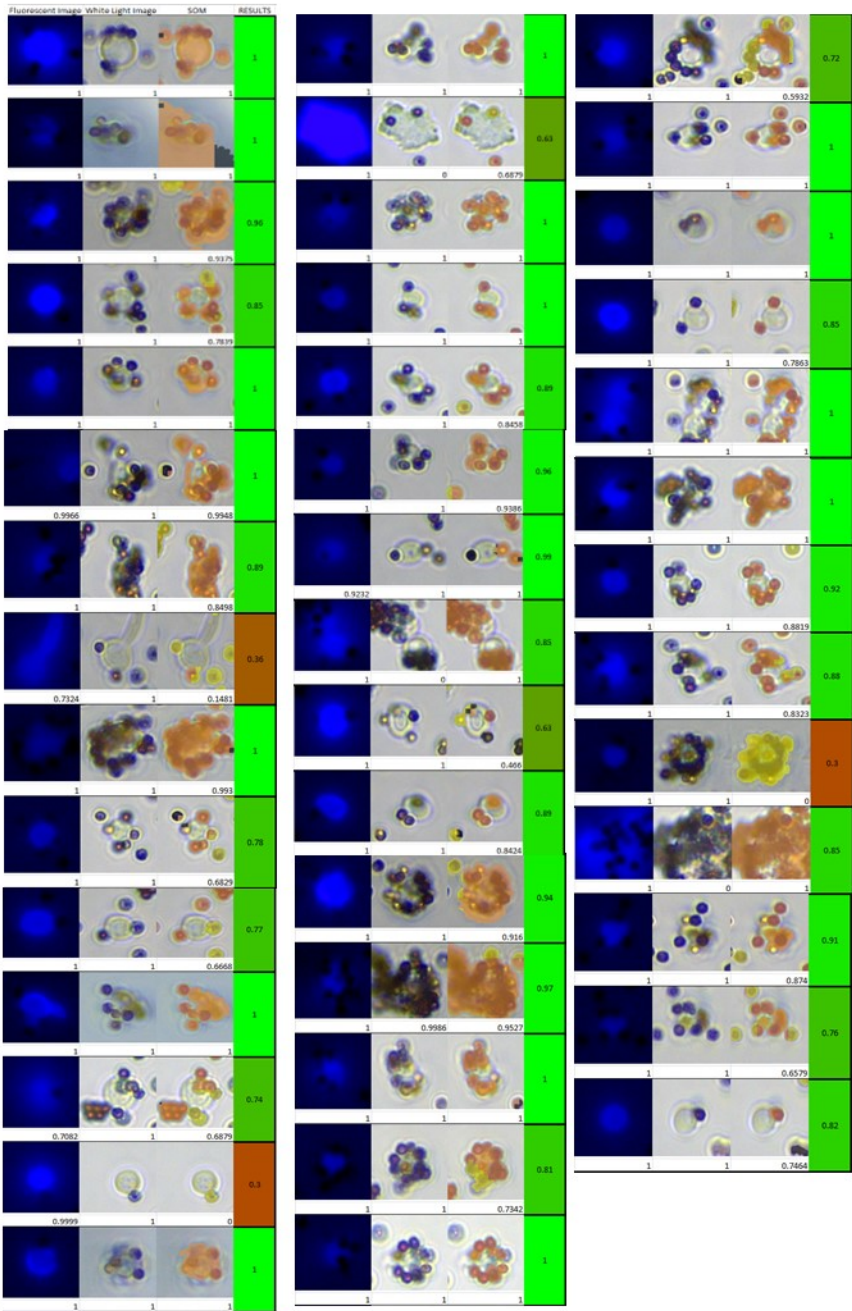 Fluorescent Image White Light Image SOM RESULTS
1
1 1 1
1
1 1 1
0.96
1 1 0.9375
0.85
1 1 0.7839
1
1 1 1
1
0.9966 1 0.9948
0.89
1 1 0.8498
0.36
0.7324 1 0.1481
1
1 1 0.993
0.78
1 1 0.6829
0.77
1 1 0.6668
1
1 1 1
0.74
0.7082 1 0.6879
0.3
0.9999 1 0
1
1 1 1
1
1 1 1
0.63
1 0 0.6879
1
1 1 1
1
1 1 1
0.89
1 1 0.8458
0.96
1 1 0.9386
0.99
0.9232 1 1
0.85
1 0 1
0.63
1 1 0.466
0.89
1 1 0.8424
0.94
1 1 0.916
0.97
1 0.9986 0.9527
1
1 1 1
0.81
1 1 0.7342
1
1 1 1
0.72
1 1 0.5932
1
1 1 1
1
1 1 1
0.85
1 1 0.7863
1
1 1 1
1
1 1 1
0.92
1 1 0.8819
0.88
1 1 0.8323
0.3
1 1 0
0.85
1 0 1
0.91
1 1 0.874
0.76
1 1 0.6579
0.82
1 1 0.7464